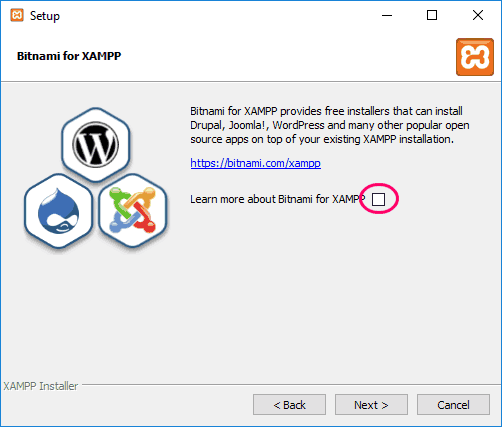 Setup
Bitnami for XAMPP
Bitnami for XAMPP provides free installers that can install
Drupal, Joomla!, WordPress and many other popular open
source apps on top of your existing XAMPP installation.
https://bitnami.com/xampp
Learn more about Bitnami for XAMPP
XAMPP Installer
< Back
Next >
Cancel